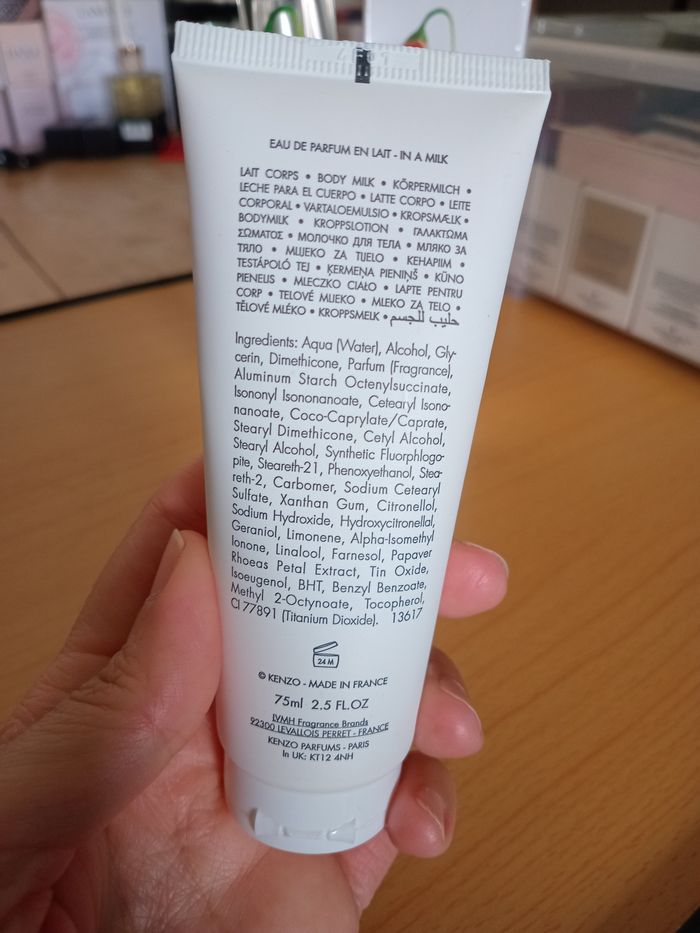 EAU DE PARFUM EN LAIT - IN A MILK
LAIT CORPS • BODY MILK • KÖRPERMILCH •
LECHE PARA EL CUERPO • LATTE CORPO • LEITE
CORPORAL • VARTALOEMULSIO • KROPSMÆLK •
BODYMILK • KROPPSLOTION • ΓΑΛΑΚΤΩΜΑ
ΣΩΜΑΤΟΣ • МОЛОЧКО ДЛЯ ТЕЛА • МЛЯКО ЗА
ТЯЛО • MLIJEKO ZA TIJELO • KEHAPIIM •
TESTÁPOLÓ TEJ • ĶERMEŅA PIENIŅŠ • KŪNO
PIENELIS • MLECZKO CIAŁO • LAPTE PENTRU
CORP • TELOVÉ MLIEKO • MLEKO ZA TELO •
TĚLOVÉ MLÉKO • KROPPSMELK • حليب للجسم
Ingredients: Aqua (Water), Alcohol, Gly-
cerin, Dimethicone, Parfum (Fragrance),
Aluminum Starch Octenylsuccinate,
Isononyl Isononanoate, Cetearyl Isono-
nanoate, Coco-Caprylate/Caprate,
Stearyl Dimethicone, Cetyl Alcohol,
Stearyl Alcohol, Synthetic Fluorphlogo-
pite, Steareth-21, Phenoxyethanol, Stea-
reth-2, Carbomer, Sodium Cetearyl
Sulfate, Xanthan Gum, Citronellol,
Sodium Hydroxide, Hydroxycitronellal,
Geraniol, Limonene, Alpha-Isomethyl
Ionone, Linalool, Farnesol, Papaver
Rhoeas Petal Extract, Tin Oxide,
Isoeugenol, BHT, Benzyl Benzoate,
Methyl 2-Octynoate, Tocopherol,
CI 77891 (Titanium Dioxide). 13617
24 M
© KENZO - MADE IN FRANCE
75ml 2.5 FL.OZ
LVMH Fragrance Brands
92300 LEVALLOIS PERRET - FRANCE
KENZO PARFUMS - PARIS
In UK: KT12 4NH